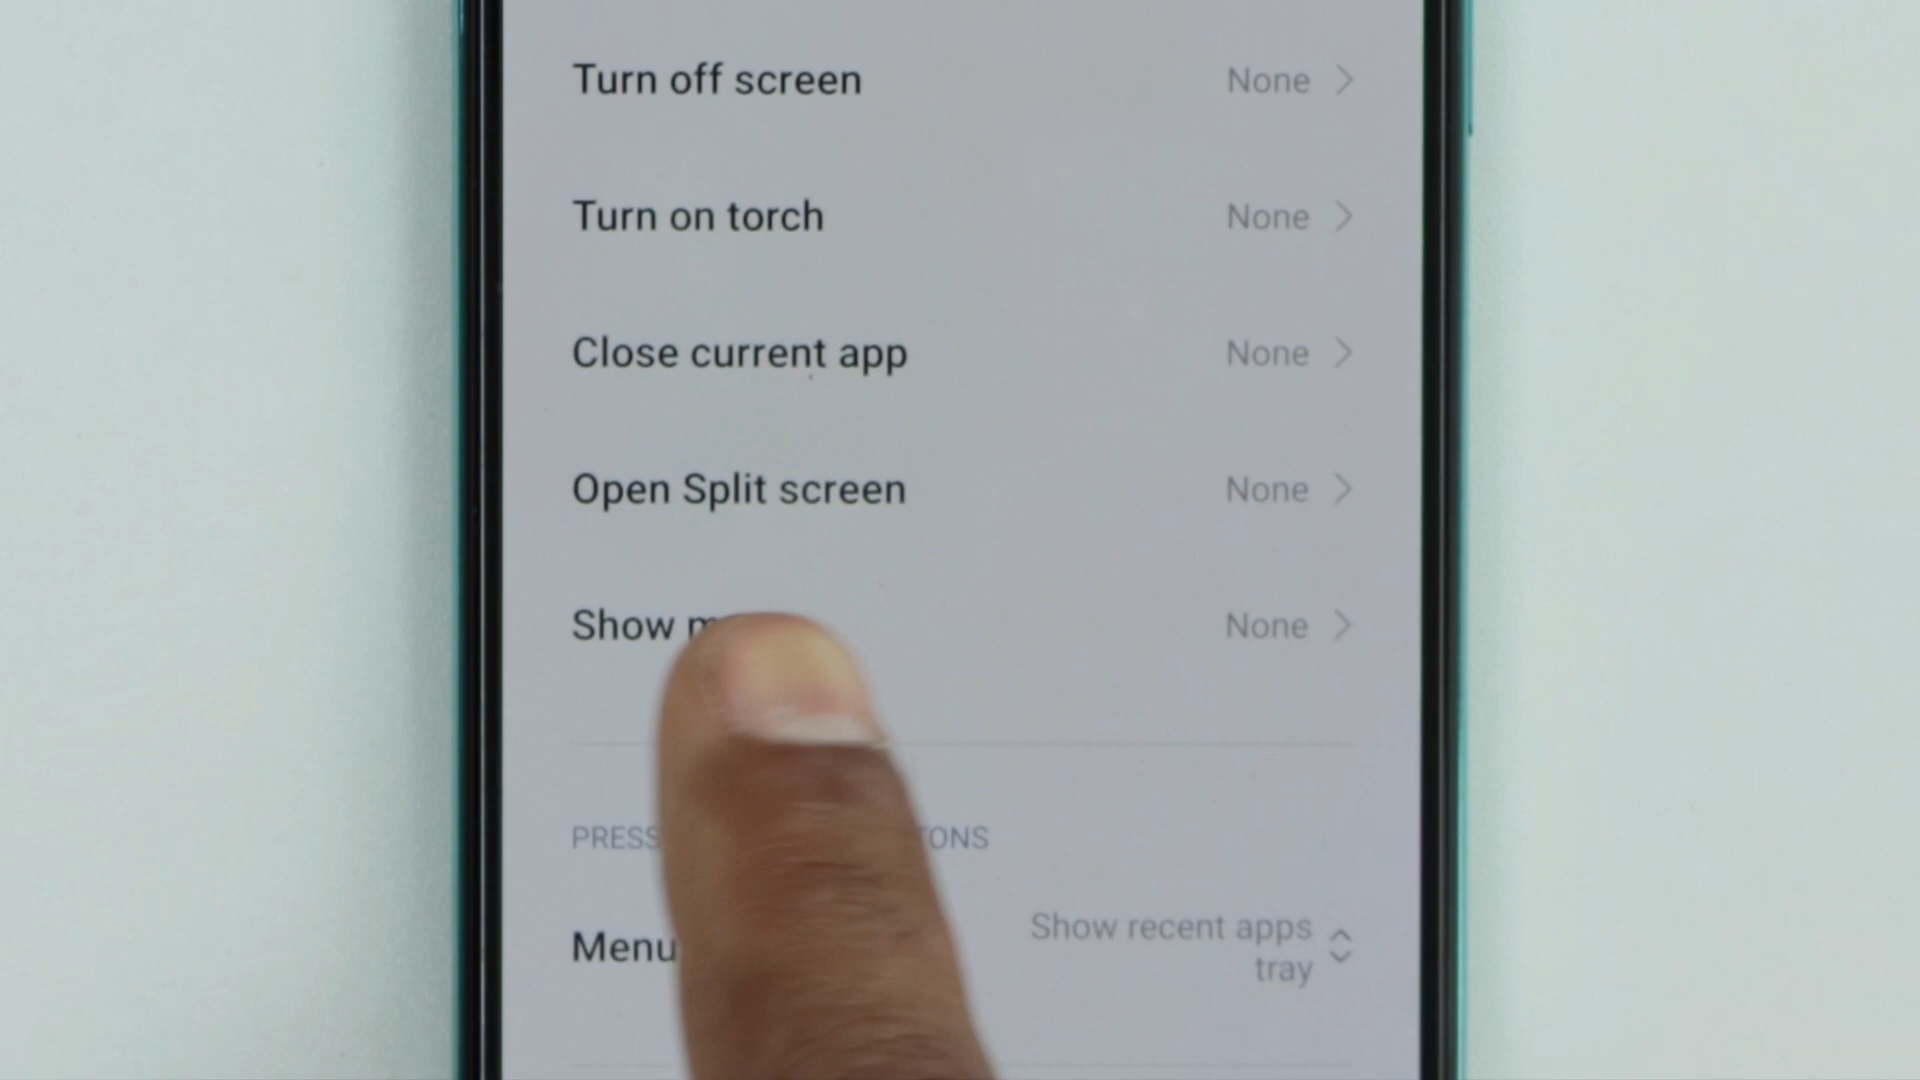 Turn off screen None
Turn on torch None
Close current app None
Open Split screen None
Show None
PRESS
Menu Show recent apps
tray